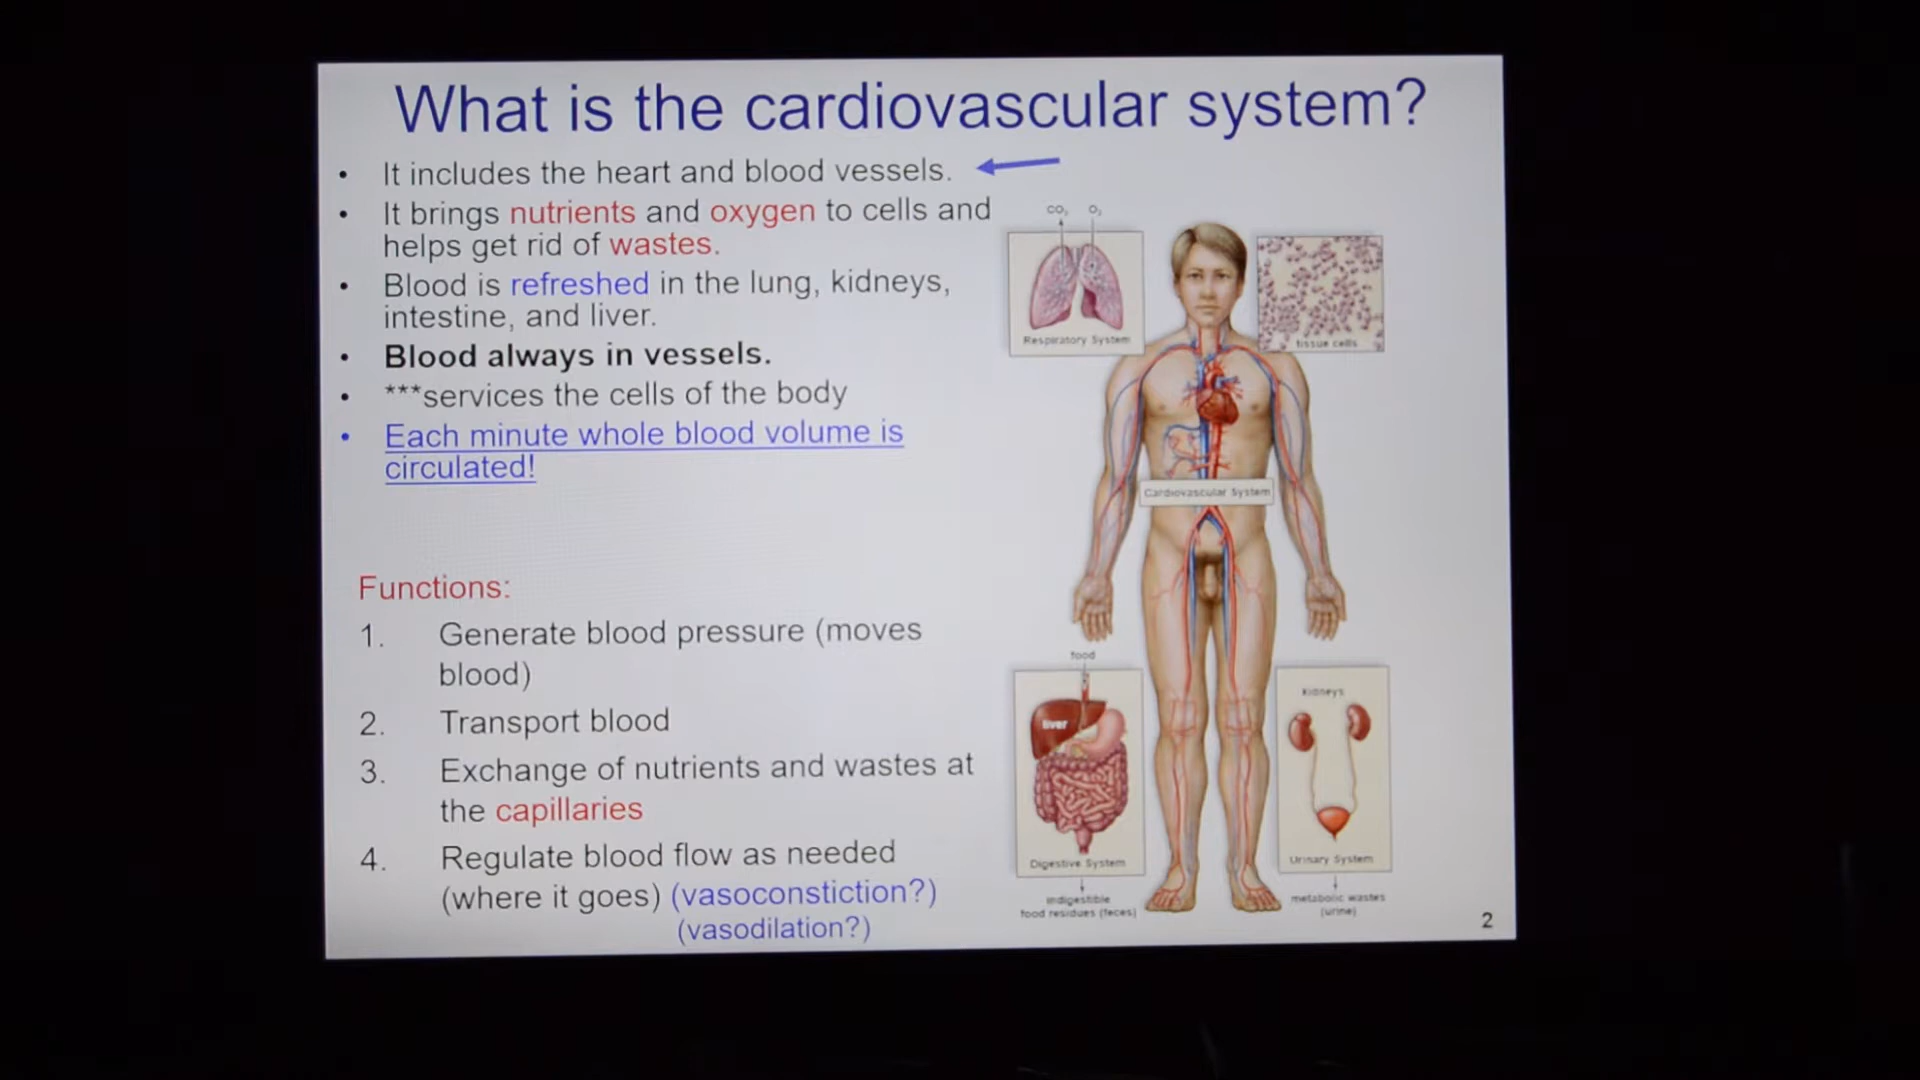 What is the cardiovascular system?
• It includes the heart and blood vessels.
• It brings nutrients and oxygen to cells and
helps get rid of wastes.
• Blood is refreshed in the lung, kidneys,
intestine, and liver.
• Blood always in vessels.
• ***services the cells of the body
• Each minute whole blood volume is
circulated!
Functions:
1. Generate blood pressure (moves
blood)
2. Transport blood
3. Exchange of nutrients and wastes at
the capillaries
4. Regulate blood flow as needed
(where it goes) (vasoconstiction?)
(vasodilation?)
CO₂ O₂
Respiratory System
tissue cells
Cardiovascular System
food
liver
Digestive System
indigestible
food residues (feces)
kidneys
Urinary System
metabolic wastes
(urine)
2